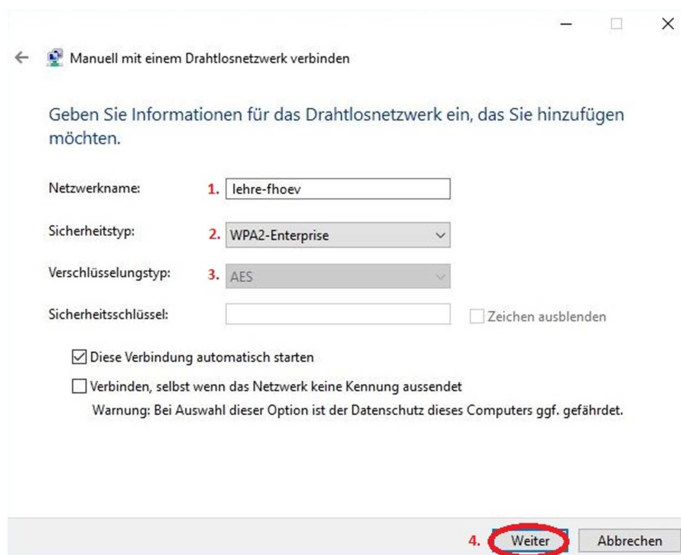 Manuell mit einem Drahtlosnetzwerk verbinden
Geben Sie Informationen für das Drahtlosnetzwerk ein, das Sie hinzufügen
möchten.
Netzwerkname: 1. lehre-fhoev
Sicherheitstyp: 2. WPA2-Enterprise
Verschlüsselungstyp: 3. AES
Sicherheitsschlüssel: Zeichen ausblenden
Diese Verbindung automatisch starten
Verbinden, selbst wenn das Netzwerk keine Kennung aussendet
Warnung: Bei Auswahl dieser Option ist der Datenschutz dieses Computers ggf. gefährdet.
4. Weiter Abbrechen